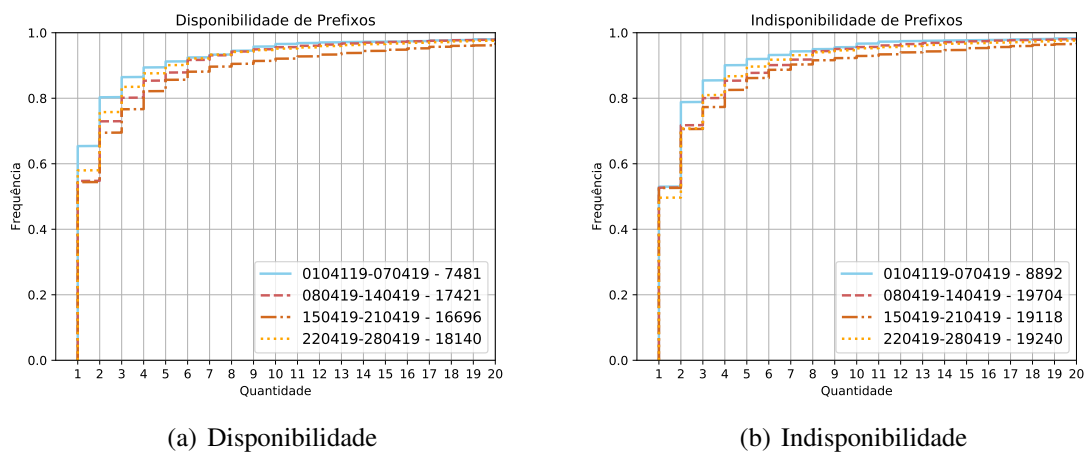 Disponibilidade de Prefixos
1.0
0.8
0.6
0.4
0.2
0.0
Frequência
0104119-070419 - 7481
080419-140419 - 17421
150419-210419 - 16696
220419-280419 - 18140
1 2 3 4 5 6 7 8 9 10 11 12 13 14 15 16 17 18 19 20
Quantidade
(a) Disponibilidade
Indisponibilidade de Prefixos
1.0
0.8
0.6
0.4
0.2
0.0
Frequência
0104119-070419 - 8892
080419-140419 - 19704
150419-210419 - 19118
220419-280419 - 19240
1 2 3 4 5 6 7 8 9 10 11 12 13 14 15 16 17 18 19 20
Quantidade
(b) Indisponibilidade